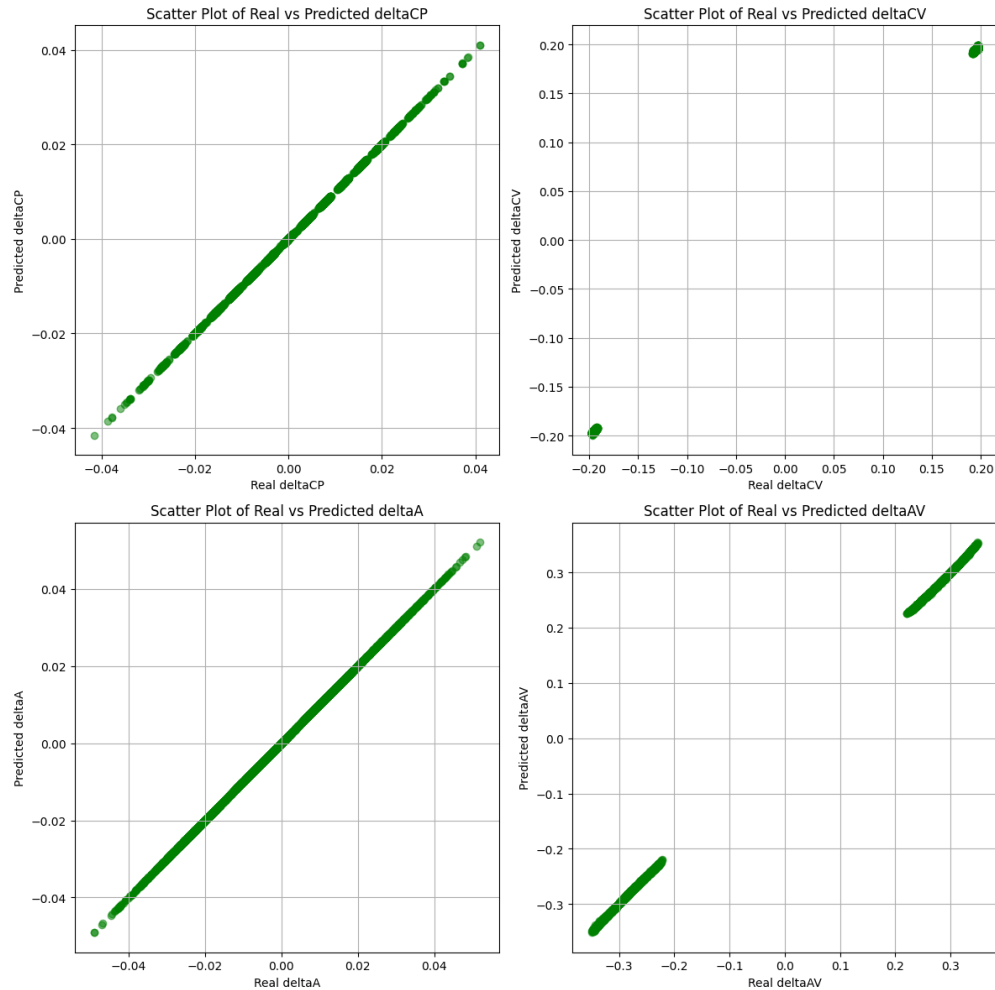 Scatter Plot of Real vs Predicted deltaCP
Predicted deltaCP
0.04
0.02
0.00
−0.02
−0.04
−0.04 −0.02 0.00 0.02 0.04
Real deltaCP
Scatter Plot of Real vs Predicted deltaCV
Predicted deltaCV
0.20
0.15
0.10
0.05
0.00
−0.05
−0.10
−0.15
−0.20
−0.20 −0.15 −0.10 −0.05 0.00 0.05 0.10 0.15 0.20
Real deltaCV
Scatter Plot of Real vs Predicted deltaA
Predicted deltaA
0.04
0.02
0.00
−0.02
−0.04
−0.04 −0.02 0.00 0.02 0.04
Real deltaA
Scatter Plot of Real vs Predicted deltaAV
Predicted deltaAV
0.3
0.2
0.1
0.0
−0.1
−0.2
−0.3
−0.3 −0.2 −0.1 0.0 0.1 0.2 0.3
Real deltaAV